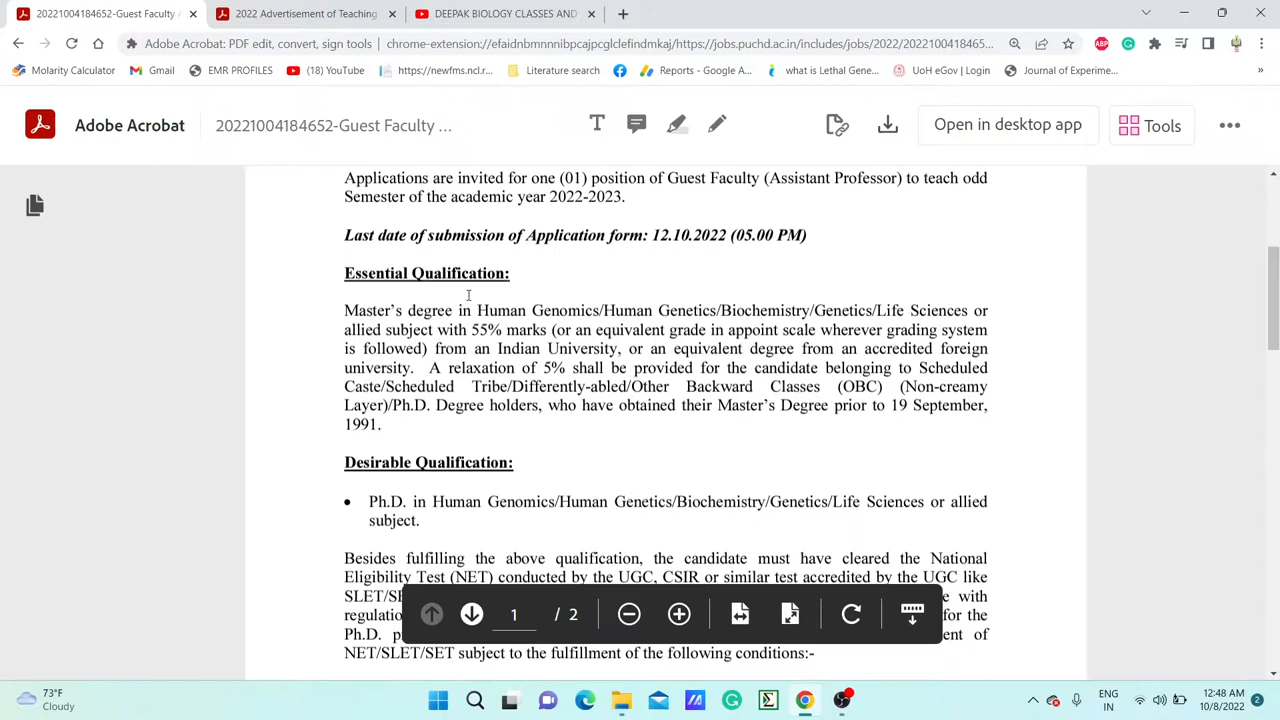 20221004184652-Guest Faculty /
2022 Advertisement of Teaching
DEEPAK BIOLOGY CLASSES AND
Adobe Acrobat: PDF edit, convert, sign tools | chrome-extension://efaidnbmnnnibpcajpcglclefindmkaj/https://jobs.puchd.ac.in/includes/jobs/2022/2022100418465...
Molarity Calculator
Gmail
EMR PROFILES
(18) YouTube
https://newfms.ncl.r...
Literature search
Reports - Google A...
what is Lethal Gene...
UoH eGov | Login
Journal of Experime...
»
Adobe Acrobat
20221004184652-Guest Faculty ...
Open in desktop app
Tools
Applications are invited for one (01) position of Guest Faculty (Assistant Professor) to teach odd
Semester of the academic year 2022-2023.
Last date of submission of Application form: 12.10.2022 (05.00 PM)
Essential Qualification:
Master's degree in Human Genomics/Human Genetics/Biochemistry/Genetics/Life Sciences or
allied subject with 55% marks (or an equivalent grade in appoint scale wherever grading system
is followed) from an Indian University, or an equivalent degree from an accredited foreign
university. A relaxation of 5% shall be provided for the candidate belonging to Scheduled
Caste/Scheduled Tribe/Differently-abled/Other Backward Classes (OBC) (Non-creamy
Layer)/Ph.D. Degree holders, who have obtained their Master's Degree prior to 19 September,
1991.
Desirable Qualification:
• Ph.D. in Human Genomics/Human Genetics/Biochemistry/Genetics/Life Sciences or allied
subject.
Besides fulfilling the above qualification, the candidate must have cleared the National
Eligibility Test (NET) conducted by the UGC, CSIR or similar test accredited by the UGC like
SLET/S e with
regulatio for the
Ph.D. p ent of
NET/SLET/SET subject to the fulfillment of the following conditions:-
1 / 2
73°F
Cloudy
ENG
IN
12:48 AM
10/8/2022
2